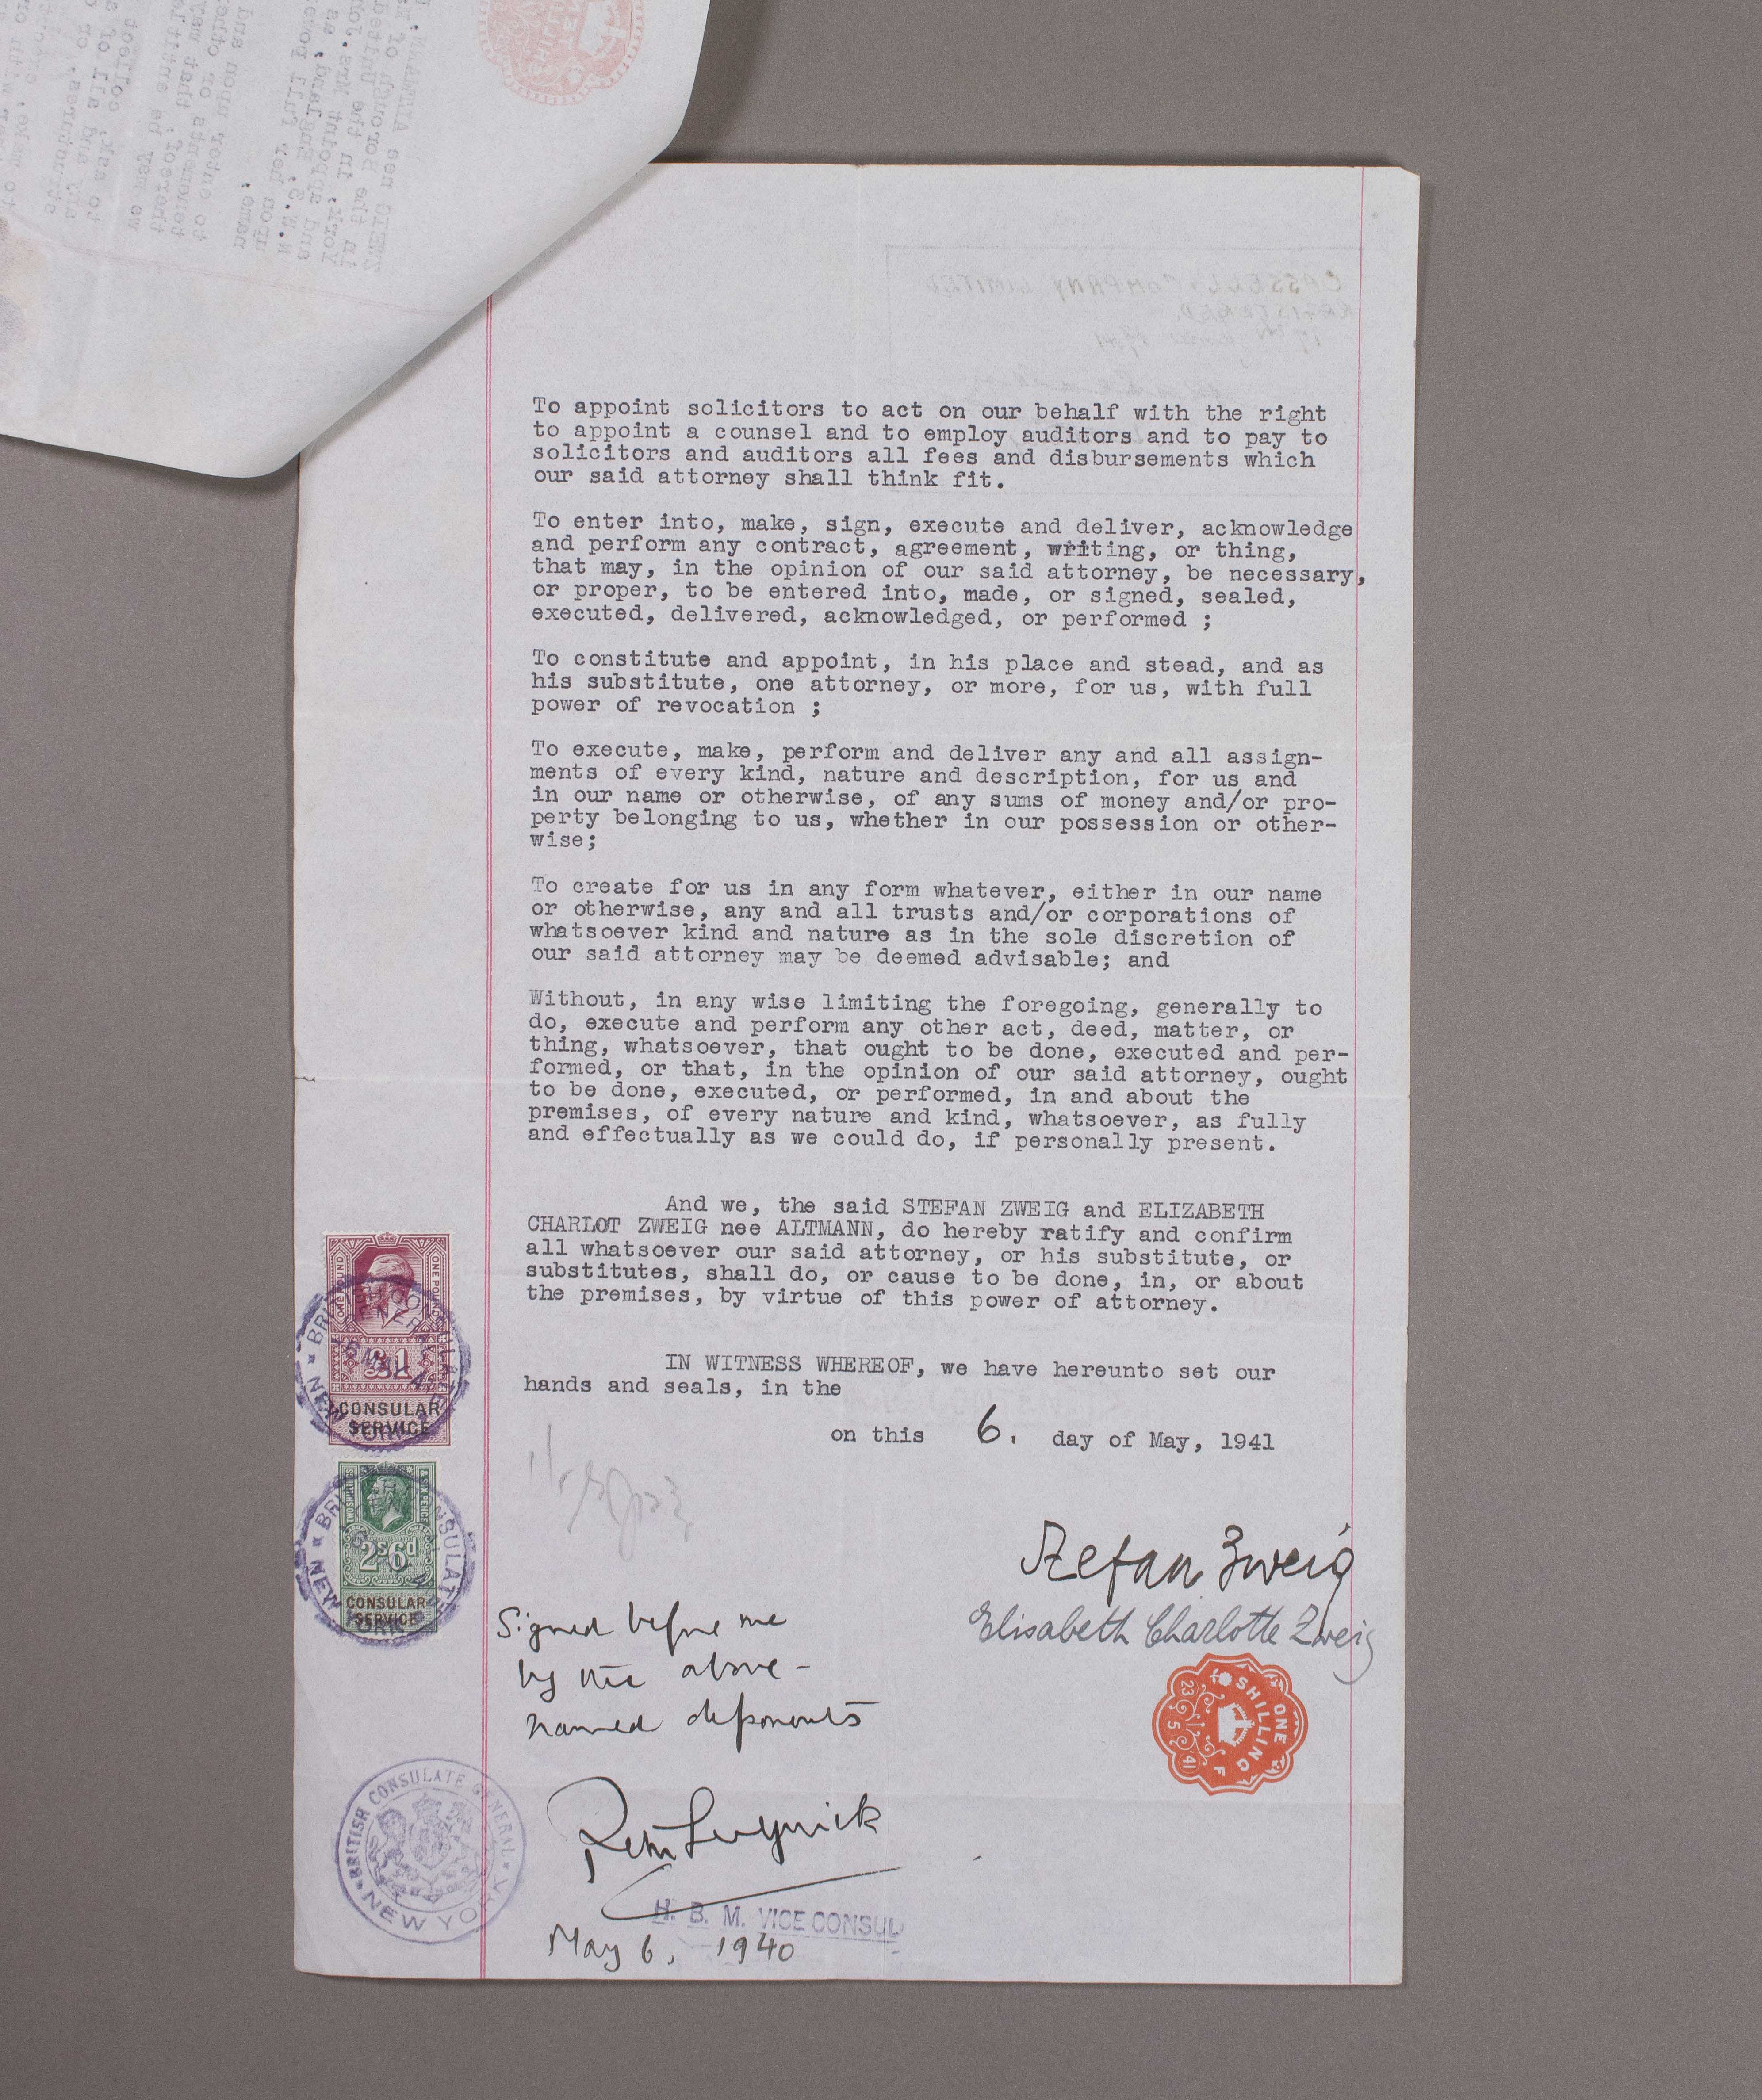 To appoint solicitors to act on our behalf with the right
to appoint a counsel and to employ auditors and to pay to
solicitors and auditors all fees and disbursements which
our said attorney shall think fit.
To enter into, make, sign, execute and deliver, acknowledge
and perform any contract, agreement, writing, or thing,
that may, in the opinion of our said attorney, be necessary,
or proper, to be entered into, made, or signed, sealed,
executed, delivered, acknowledged, or performed ;
To constitute and appoint, in his place and stead, and as
his substitute, one attorney, or more, for us, with full
power of revocation ;
To execute, make, perform and deliver any and all assign-
ments of every kind, nature and description, for us and
in our name or otherwise, of any sums of money and/or pro-
perty belonging to us, whether in our possession or other-
wise;
To create for us in any form whatever, either in our name
or otherwise, any and all trusts and/or corporations of
whatsoever kind and nature as in the sole discretion of
our said attorney may be deemed advisable; and
Without, in any wise limiting the foregoing, generally to
do, execute and perform any other act, deed, matter, or
thing, whatsoever, that ought to be done, executed and per-
formed, or that, in the opinion of our said attorney, ought
to be done, executed, or performed, in and about the
premises, of every nature and kind, whatsoever, as fully
and effectually as we could do, if personally present.
And we, the said STEFAN ZWEIG and ELIZABETH
CHARLOT ZWEIG nee ALTMANN, do hereby ratify and confirm
all whatsoever our said attorney, or his substitute, or
substitutes, shall do, or cause to be done, in, or about
the premises, by virtue of this power of attorney.
IN WITNESS WHEREOF, we have hereunto set our
hands and seals, in the
on this 6. day of May, 1941
ONE POUND
£1
CONSULAR
SERVICE
2s6d
CONSULAR
SERVICE
Stefan Zweig
Elisabeth Charlotte Zweig
ONE SHILLING
F
23
5
41
Signed before me
by the above-
named deponents
H. B. M. VICE CONSUL
May 6, 1940
BRITISH CONSULATE GENERAL
NEW YORK